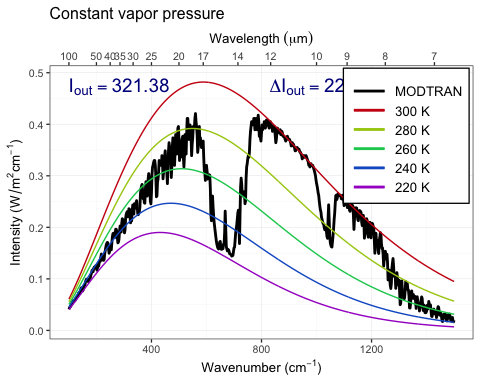 Constant vapor pressure
Wavelength (μm)
100 50 40 35 30 25 20 17 14 12 10 9 8 7
I_out = 321.38 ΔI_out = 22
MODTRAN
300 K
280 K
260 K
240 K
220 K
0.5
0.4
0.3
0.2
0.1
0.0
Intensity (W/m² cm⁻¹)
400 800 1200
Wavenumber (cm⁻¹)